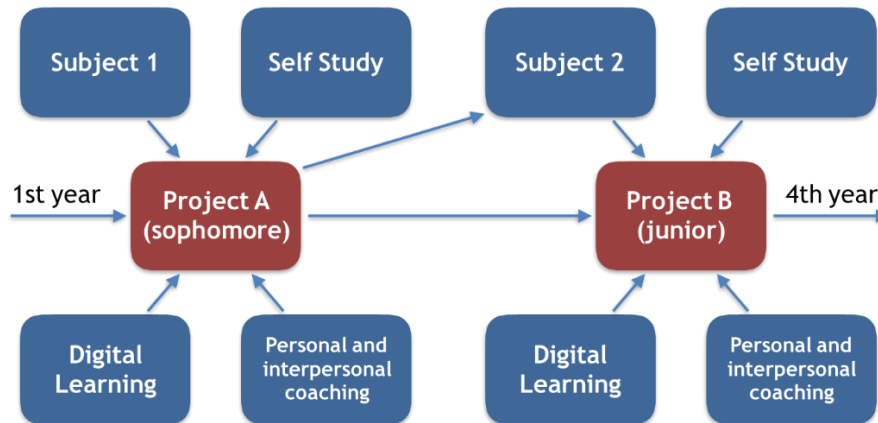 Subject 1
Self Study
Subject 2
Self Study
1st year
Project A
(sophomore)
Project B
(junior)
4th year
Digital
Learning
Personal and
interpersonal
coaching
Digital
Learning
Personal and
interpersonal
coaching